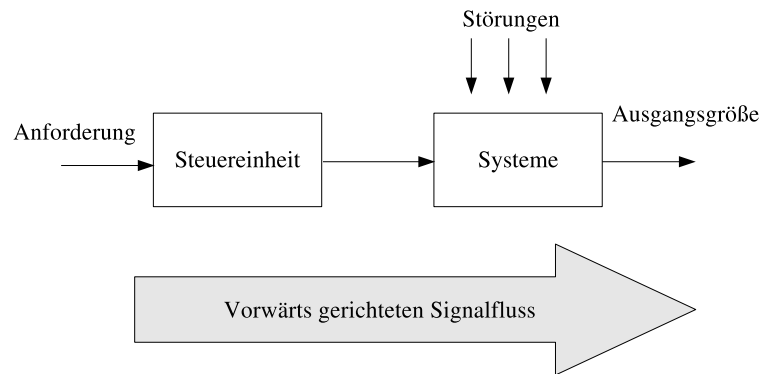 Störungen
Anforderung
Steuereinheit
Systeme
Ausgangsgröße
Vorwärts gerichteten Signalfluss